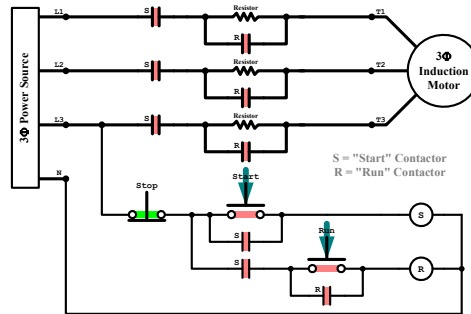 3Φ Power Source
L1
S
Resistor
R
T1
L2
S
Resistor
R
T2
L3
S
Resistor
R
T3
N
3Φ
Induction
Motor
S = "Start" Contactor
R = "Run" Contactor
Stop
Start
S
S
Run
S
R
R